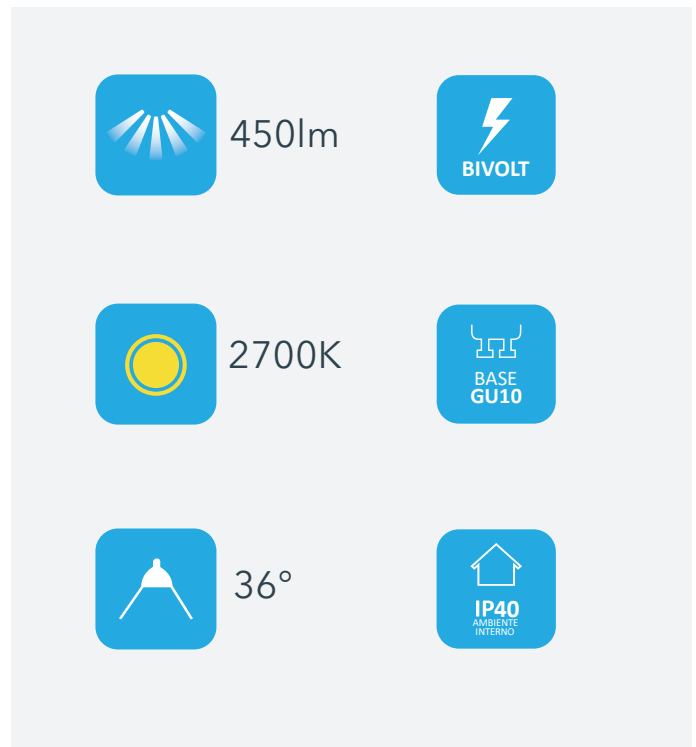 450lm
BIVOLT
2700K
BASE
GU10
36°
IP40
AMBIENTE
INTERNO